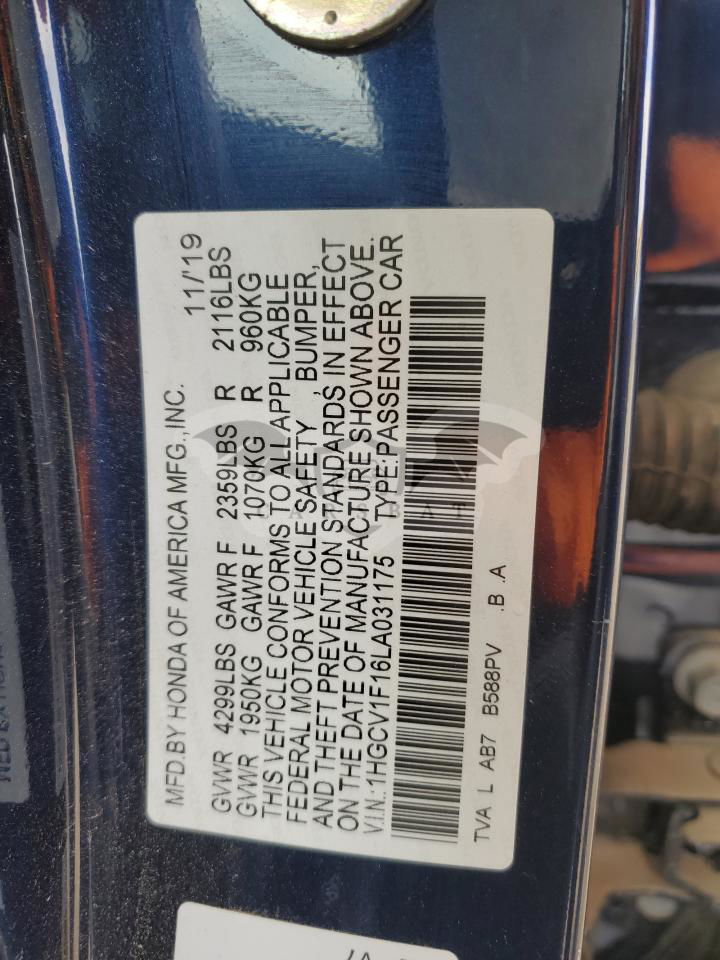 MFD.BY HONDA OF AMERICA MFG.,INC. 11/'19
GVWR 4299LBS GAWR F 2359LBS R 2116LBS
GVWR 1950KG GAWR F 1070KG R 960KG
THIS VEHICLE CONFORMS TO ALL APPLICABLE
FEDERAL MOTOR VEHICLE SAFETY , BUMPER,
AND THEFT PREVENTION STANDARDS IN EFFECT
ON THE DATE OF MANUFACTURE SHOWN ABOVE.
V.I.N.:1HGCV1F16LA031175 TYPE:PASSENGER CAR
TVA L AB7 B588PV .B .A